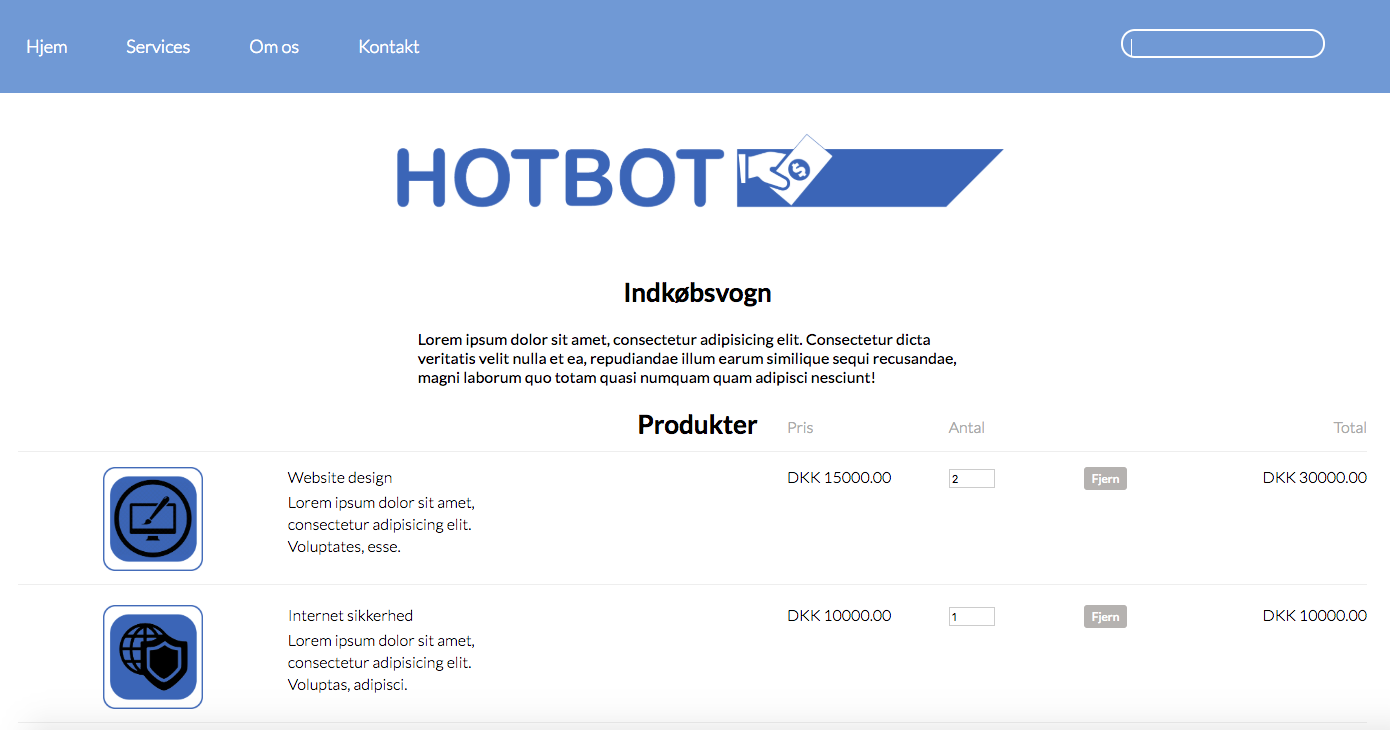 Hjem Services Om os Kontakt
HOTBOT $
Indkøbsvogn
Lorem ipsum dolor sit amet, consectetur adipisicing elit. Consectetur dicta
veritatis velit nulla et ea, repudiandae illum earum similique sequi recusandae,
magni laborum quo totam quasi numquam quam adipisci nesciunt!
Produkter Pris Antal Total
Website design DKK 15000.00 2 Fjern DKK 30000.00
Lorem ipsum dolor sit amet,
consectetur adipisicing elit.
Voluptates, esse.
Internet sikkerhed DKK 10000.00 1 Fjern DKK 10000.00
Lorem ipsum dolor sit amet,
consectetur adipisicing elit.
Voluptas, adipisci.